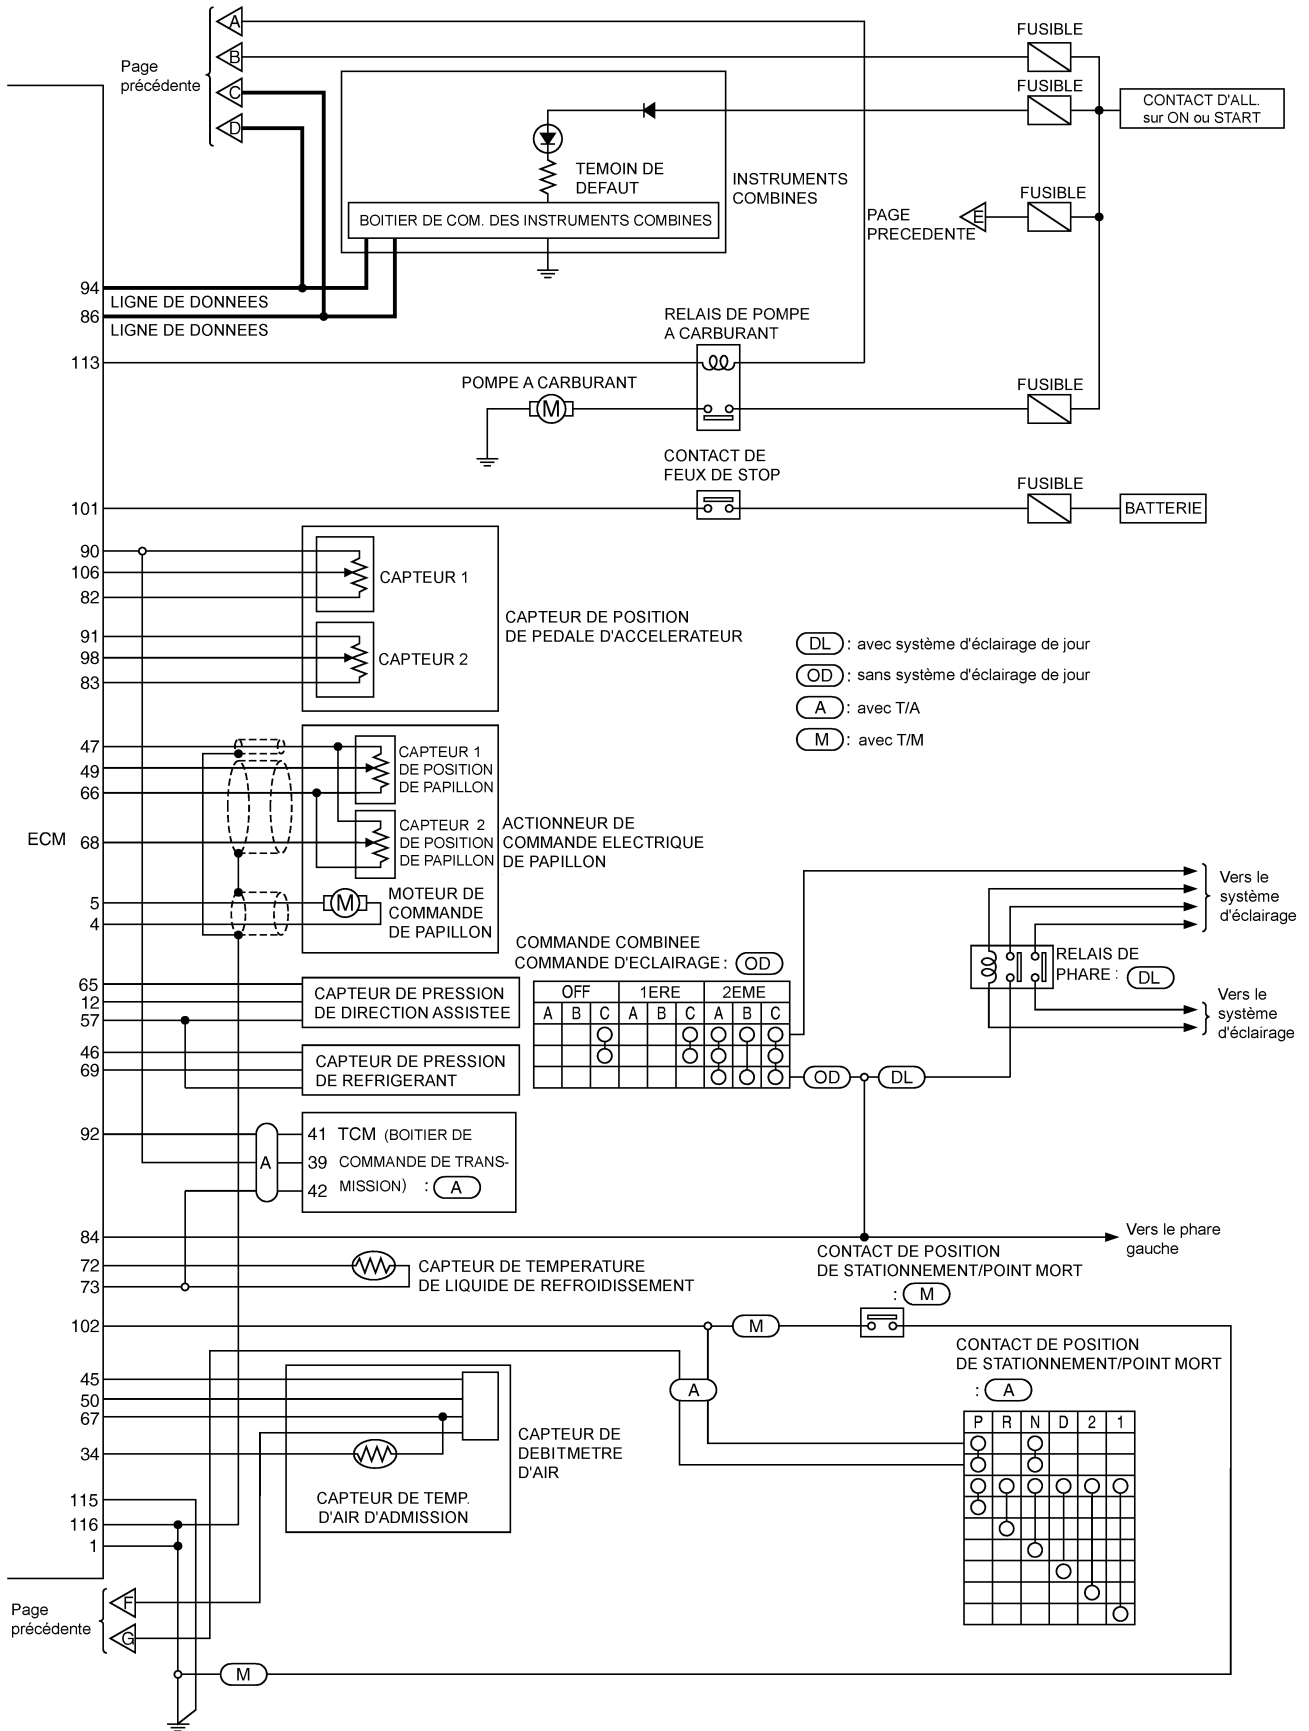 A
FUSIBLE
B
Page
précédente
C
FUSIBLE
CONTACT D'ALL.
sur ON ou START
D
TEMOIN DE
DEFAUT
INSTRUMENTS
COMBINES
FUSIBLE
BOITIER DE COM. DES INSTRUMENTS COMBINES
PAGE
PRECEDENTE
E
94
LIGNE DE DONNEES
86
LIGNE DE DONNEES
RELAIS DE POMPE
A CARBURANT
113
POMPE A CARBURANT
M
FUSIBLE
CONTACT DE
FEUX DE STOP
FUSIBLE
101
BATTERIE
90
106
82
CAPTEUR 1
91
98
83
CAPTEUR 2
CAPTEUR DE POSITION
DE PEDALE D'ACCELERATEUR
DL : avec système d'éclairage de jour
OD : sans système d'éclairage de jour
A : avec T/A
M : avec T/M
47
49
66
CAPTEUR 1
DE POSITION
DE PAPILLON
ECM
68
CAPTEUR 2
DE POSITION
DE PAPILLON
ACTIONNEUR DE
COMMANDE ELECTRIQUE
DE PAPILLON
5
4
M
MOTEUR DE
COMMANDE
DE PAPILLON
Vers le
système
d'éclairage
COMMANDE COMBINEE
COMMANDE D'ECLAIRAGE : OD
RELAIS DE
PHARE : DL
65
12
57
CAPTEUR DE PRESSION
DE DIRECTION ASSISTEE
OFF 1ERE 2EME
A B C A B C A B C
Vers le
système
d'éclairage
46
69
CAPTEUR DE PRESSION
DE REFRIGERANT
OD DL
92
A
41 TCM (BOITIER DE
39 COMMANDE DE TRANS-
42 MISSION) : A
84
Vers le phare
gauche
72
73
CAPTEUR DE TEMPERATURE
DE LIQUIDE DE REFROIDISSEMENT
CONTACT DE POSITION
DE STATIONNEMENT/POINT MORT
: M
102
M
CONTACT DE POSITION
DE STATIONNEMENT/POINT MORT
: A
45
50
67
34
A
P R N D 2 1
CAPTEUR DE
DEBITMETRE
D'AIR
CAPTEUR DE TEMP.
D'AIR D'ADMISSION
115
116
1
Page
précédente
F
G
M